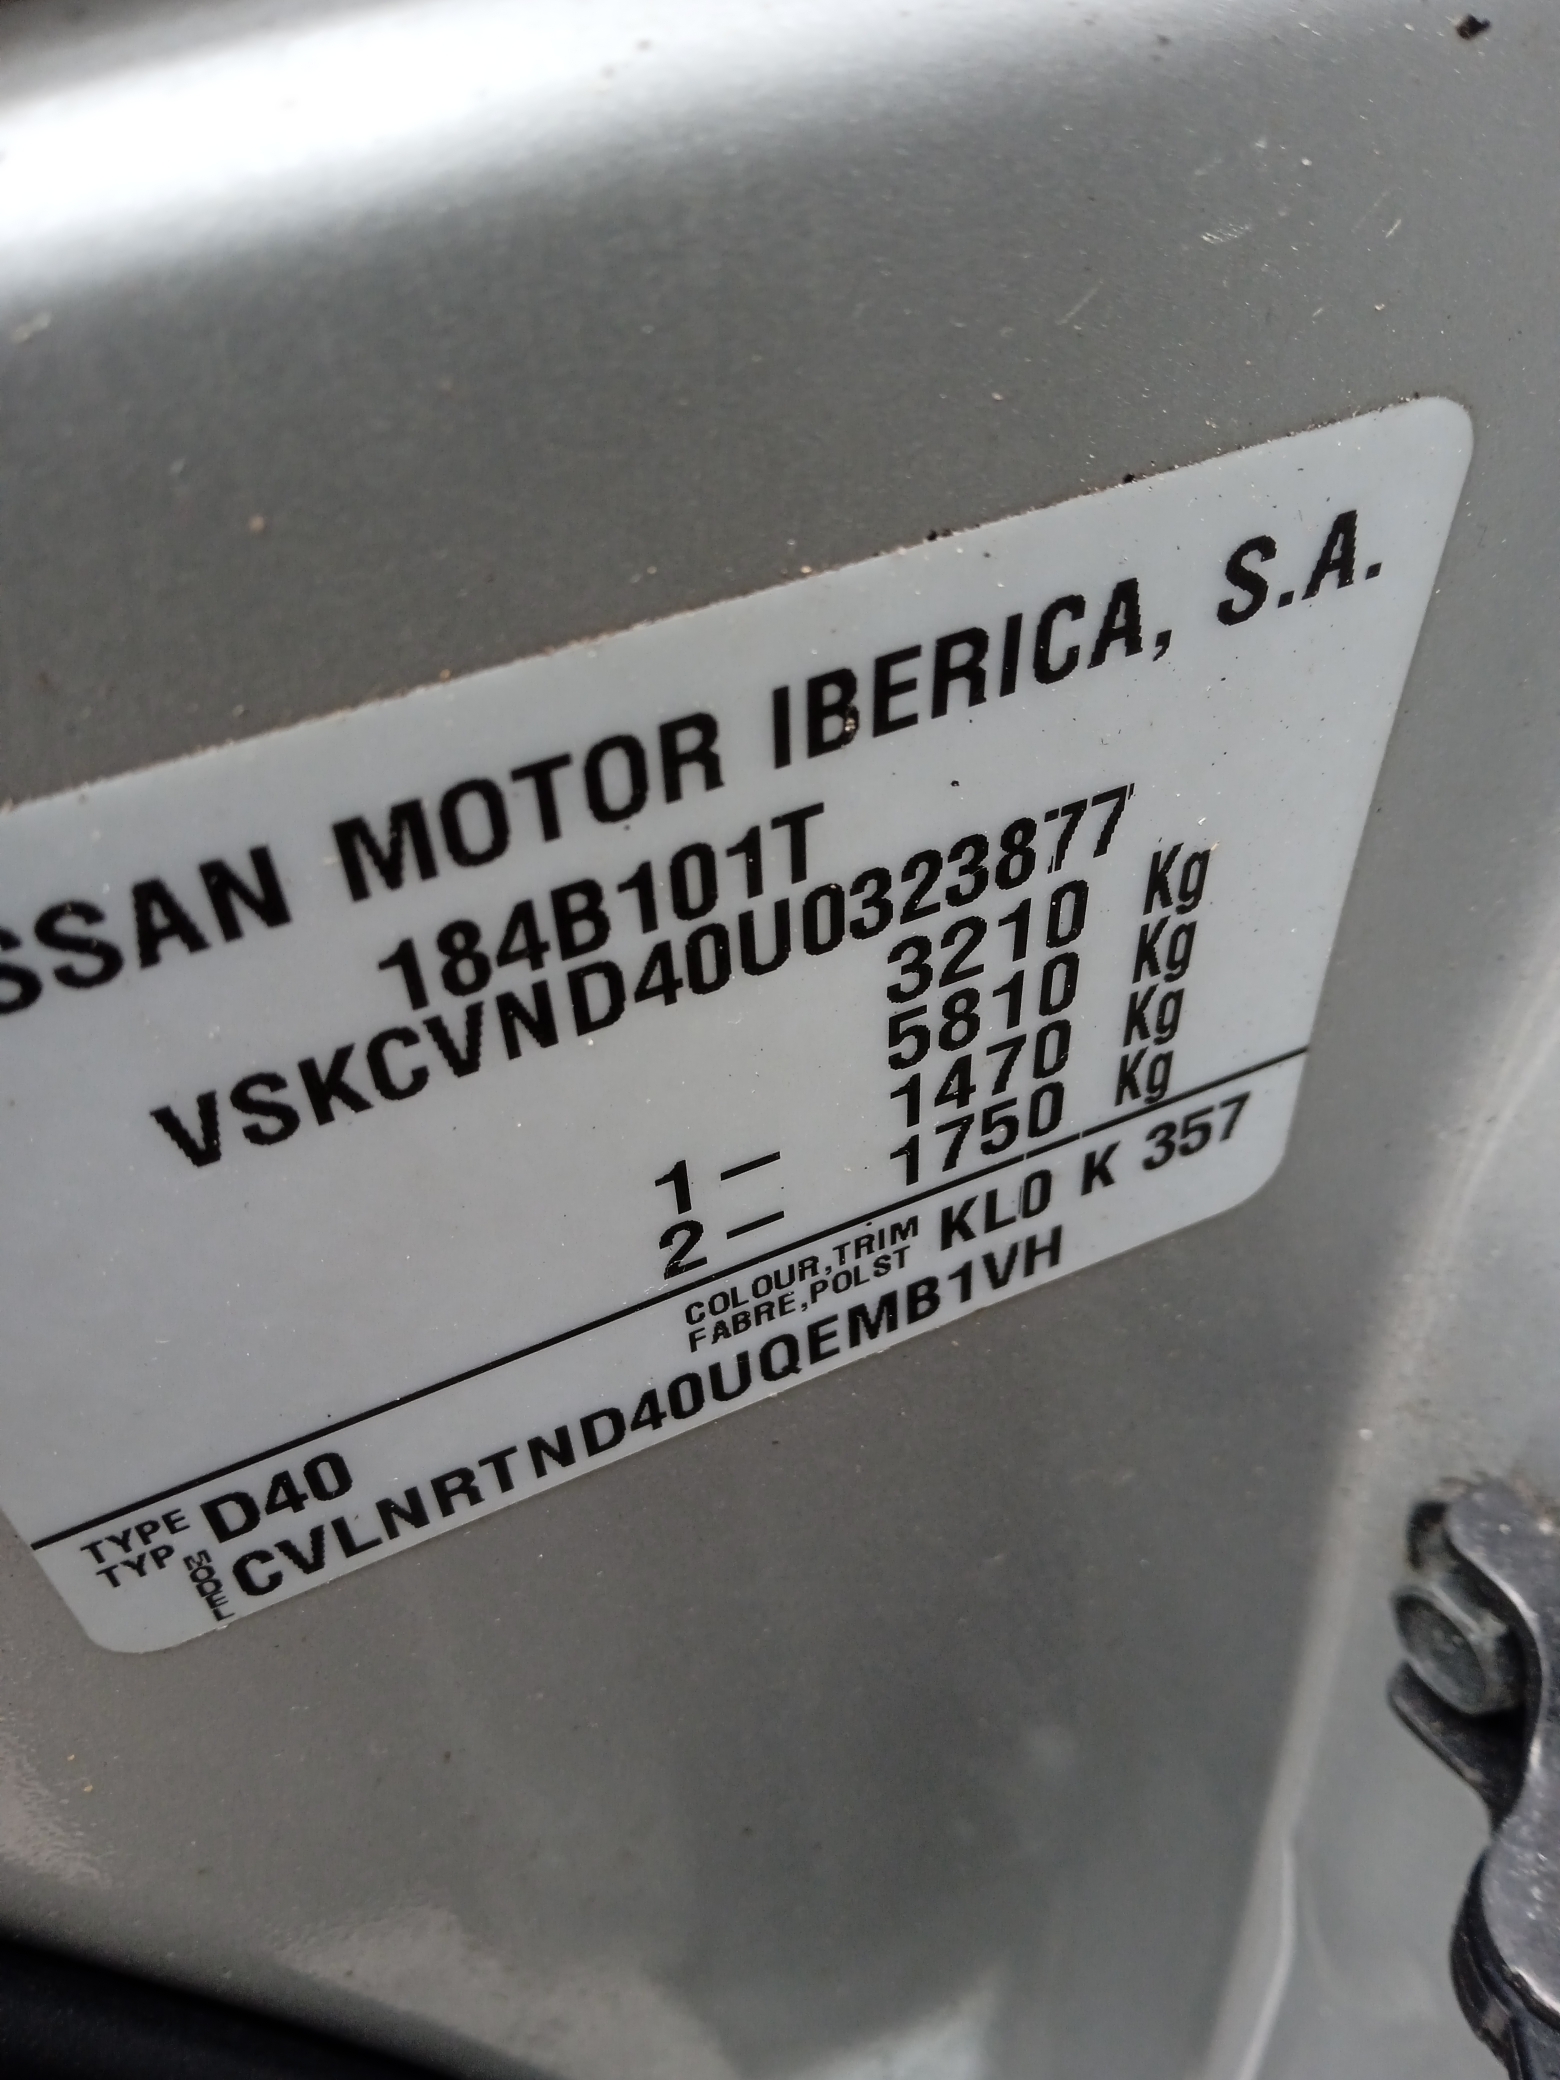 SSAN MOTOR IBERICA, S.A.
184B101T
VSKCVND40U0323877
3210 Kg
5810 Kg
1- 1470 Kg
2- 1750 Kg
COLOUR,TRIM KL0 K 357
FABRE,POLST
TYPE D40
TYP
MODEL CVLNRTND40UQEMB1VH